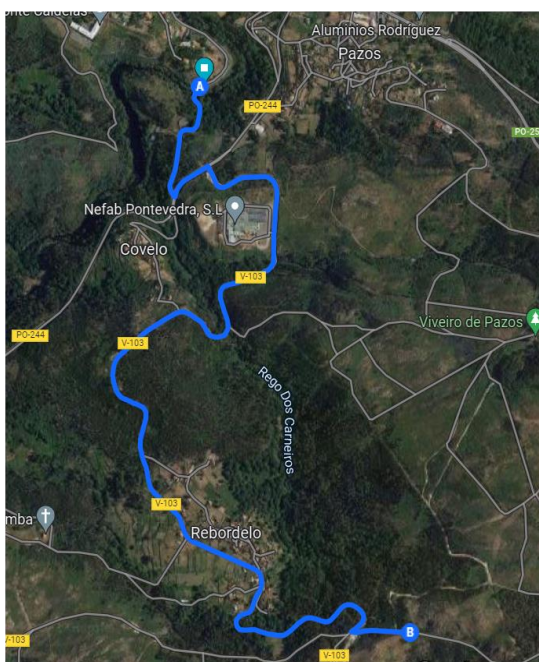 Aluminios Rodríguez
Pazos
A
PO-244
PO-25
Nefab Pontevedra, S.L
Covelo
V-103
Viveiro de Pazos
PO-244
V-103
Rego Dos Carneiros
V-103
mba
Rebordelo
B
V-103
V-103